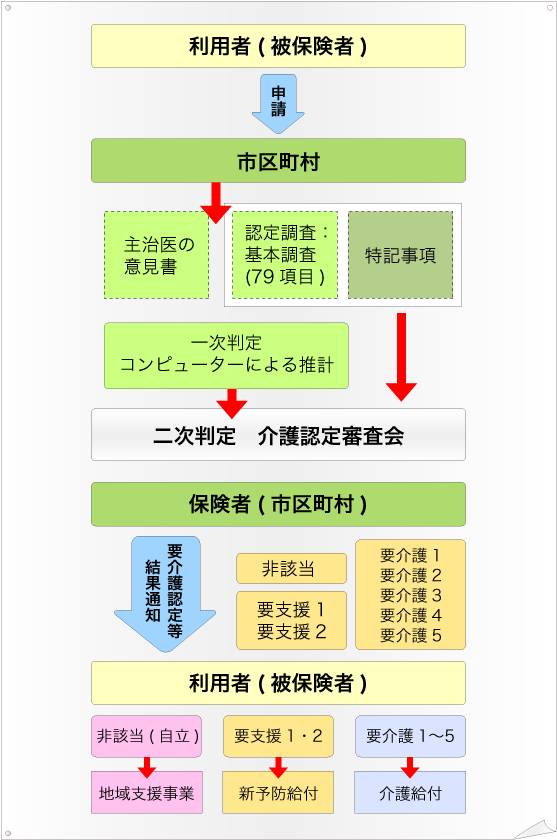 利用者(被保険者)
申請
市区町村
主治医の
意見書
認定調査：
基本調査
(79項目)
特記事項
一次判定
コンピューターによる推計
二次判定　介護認定審査会
保険者(市区町村)
要介護認定等
結果通知
非該当
要支援1
要支援2
要介護1
要介護2
要介護3
要介護4
要介護5
利用者(被保険者)
非該当(自立)
要支援1・2
要介護1〜5
地域支援事業
新予防給付
介護給付